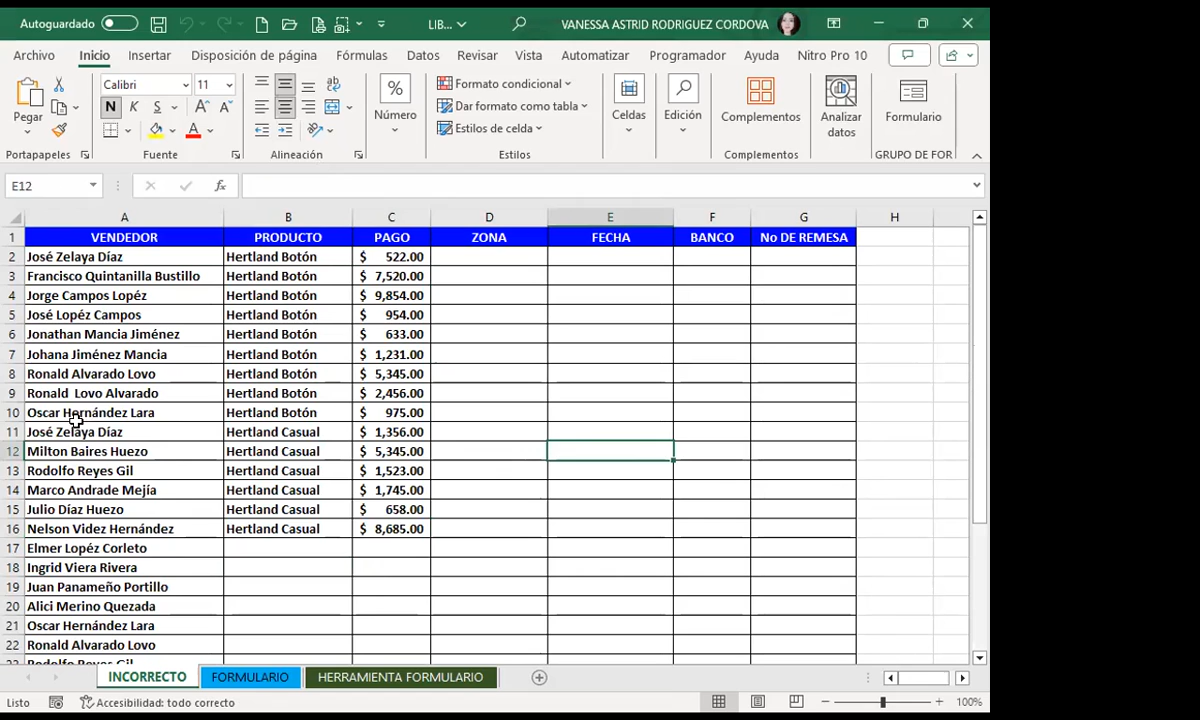 Autoguardado LIB... VANESSA ASTRID RODRIGUEZ CORDOVA
Archivo Inicio Insertar Disposición de página Fórmulas Datos Revisar Vista Automatizar Programador Ayuda Nitro Pro 10
Pegar
Portapapeles
Calibri 11
N K S A A
A
Fuente
ab
Alineación
%
Número
Formato condicional
Dar formato como tabla
Estilos de celda
Estilos
Celdas
Edición
Complementos
Complementos
Analizar
datos
Formulario
GRUPO DE FOR
E12 fx
A B C D E F G H
1 VENDEDOR PRODUCTO PAGO ZONA FECHA BANCO No DE REMESA
2 José Zelaya Díaz Hertland Botón $ 522.00
3 Francisco Quintanilla Bustillo Hertland Botón $ 7,520.00
4 Jorge Campos Lopéz Hertland Botón $ 9,854.00
5 José Lopéz Campos Hertland Botón $ 954.00
6 Jonathan Mancia Jiménez Hertland Botón $ 633.00
7 Johana Jiménez Mancia Hertland Botón $ 1,231.00
8 Ronald Alvarado Lovo Hertland Botón $ 5,345.00
9 Ronald  Lovo Alvarado Hertland Botón $ 2,456.00
10 Oscar Hernández Lara Hertland Botón $ 975.00
11 José Zelaya Díaz Hertland Casual $ 1,356.00
12 Milton Baires Huezo Hertland Casual $ 5,345.00
13 Rodolfo Reyes Gil Hertland Casual $ 1,523.00
14 Marco Andrade Mejía Hertland Casual $ 1,745.00
15 Julio Díaz Huezo Hertland Casual $ 658.00
16 Nelson Videz Hernández Hertland Casual $ 8,685.00
17 Elmer Lopéz Corleto
18 Ingrid Viera Rivera
19 Juan Panameño Portillo
20 Alici Merino Quezada
21 Oscar Hernández Lara
22 Ronald Alvarado Lovo
23 Rodolfo Reyes Gil
INCORRECTO FORMULARIO HERRAMIENTA FORMULARIO
Listo Accesibilidad: todo correcto 100%